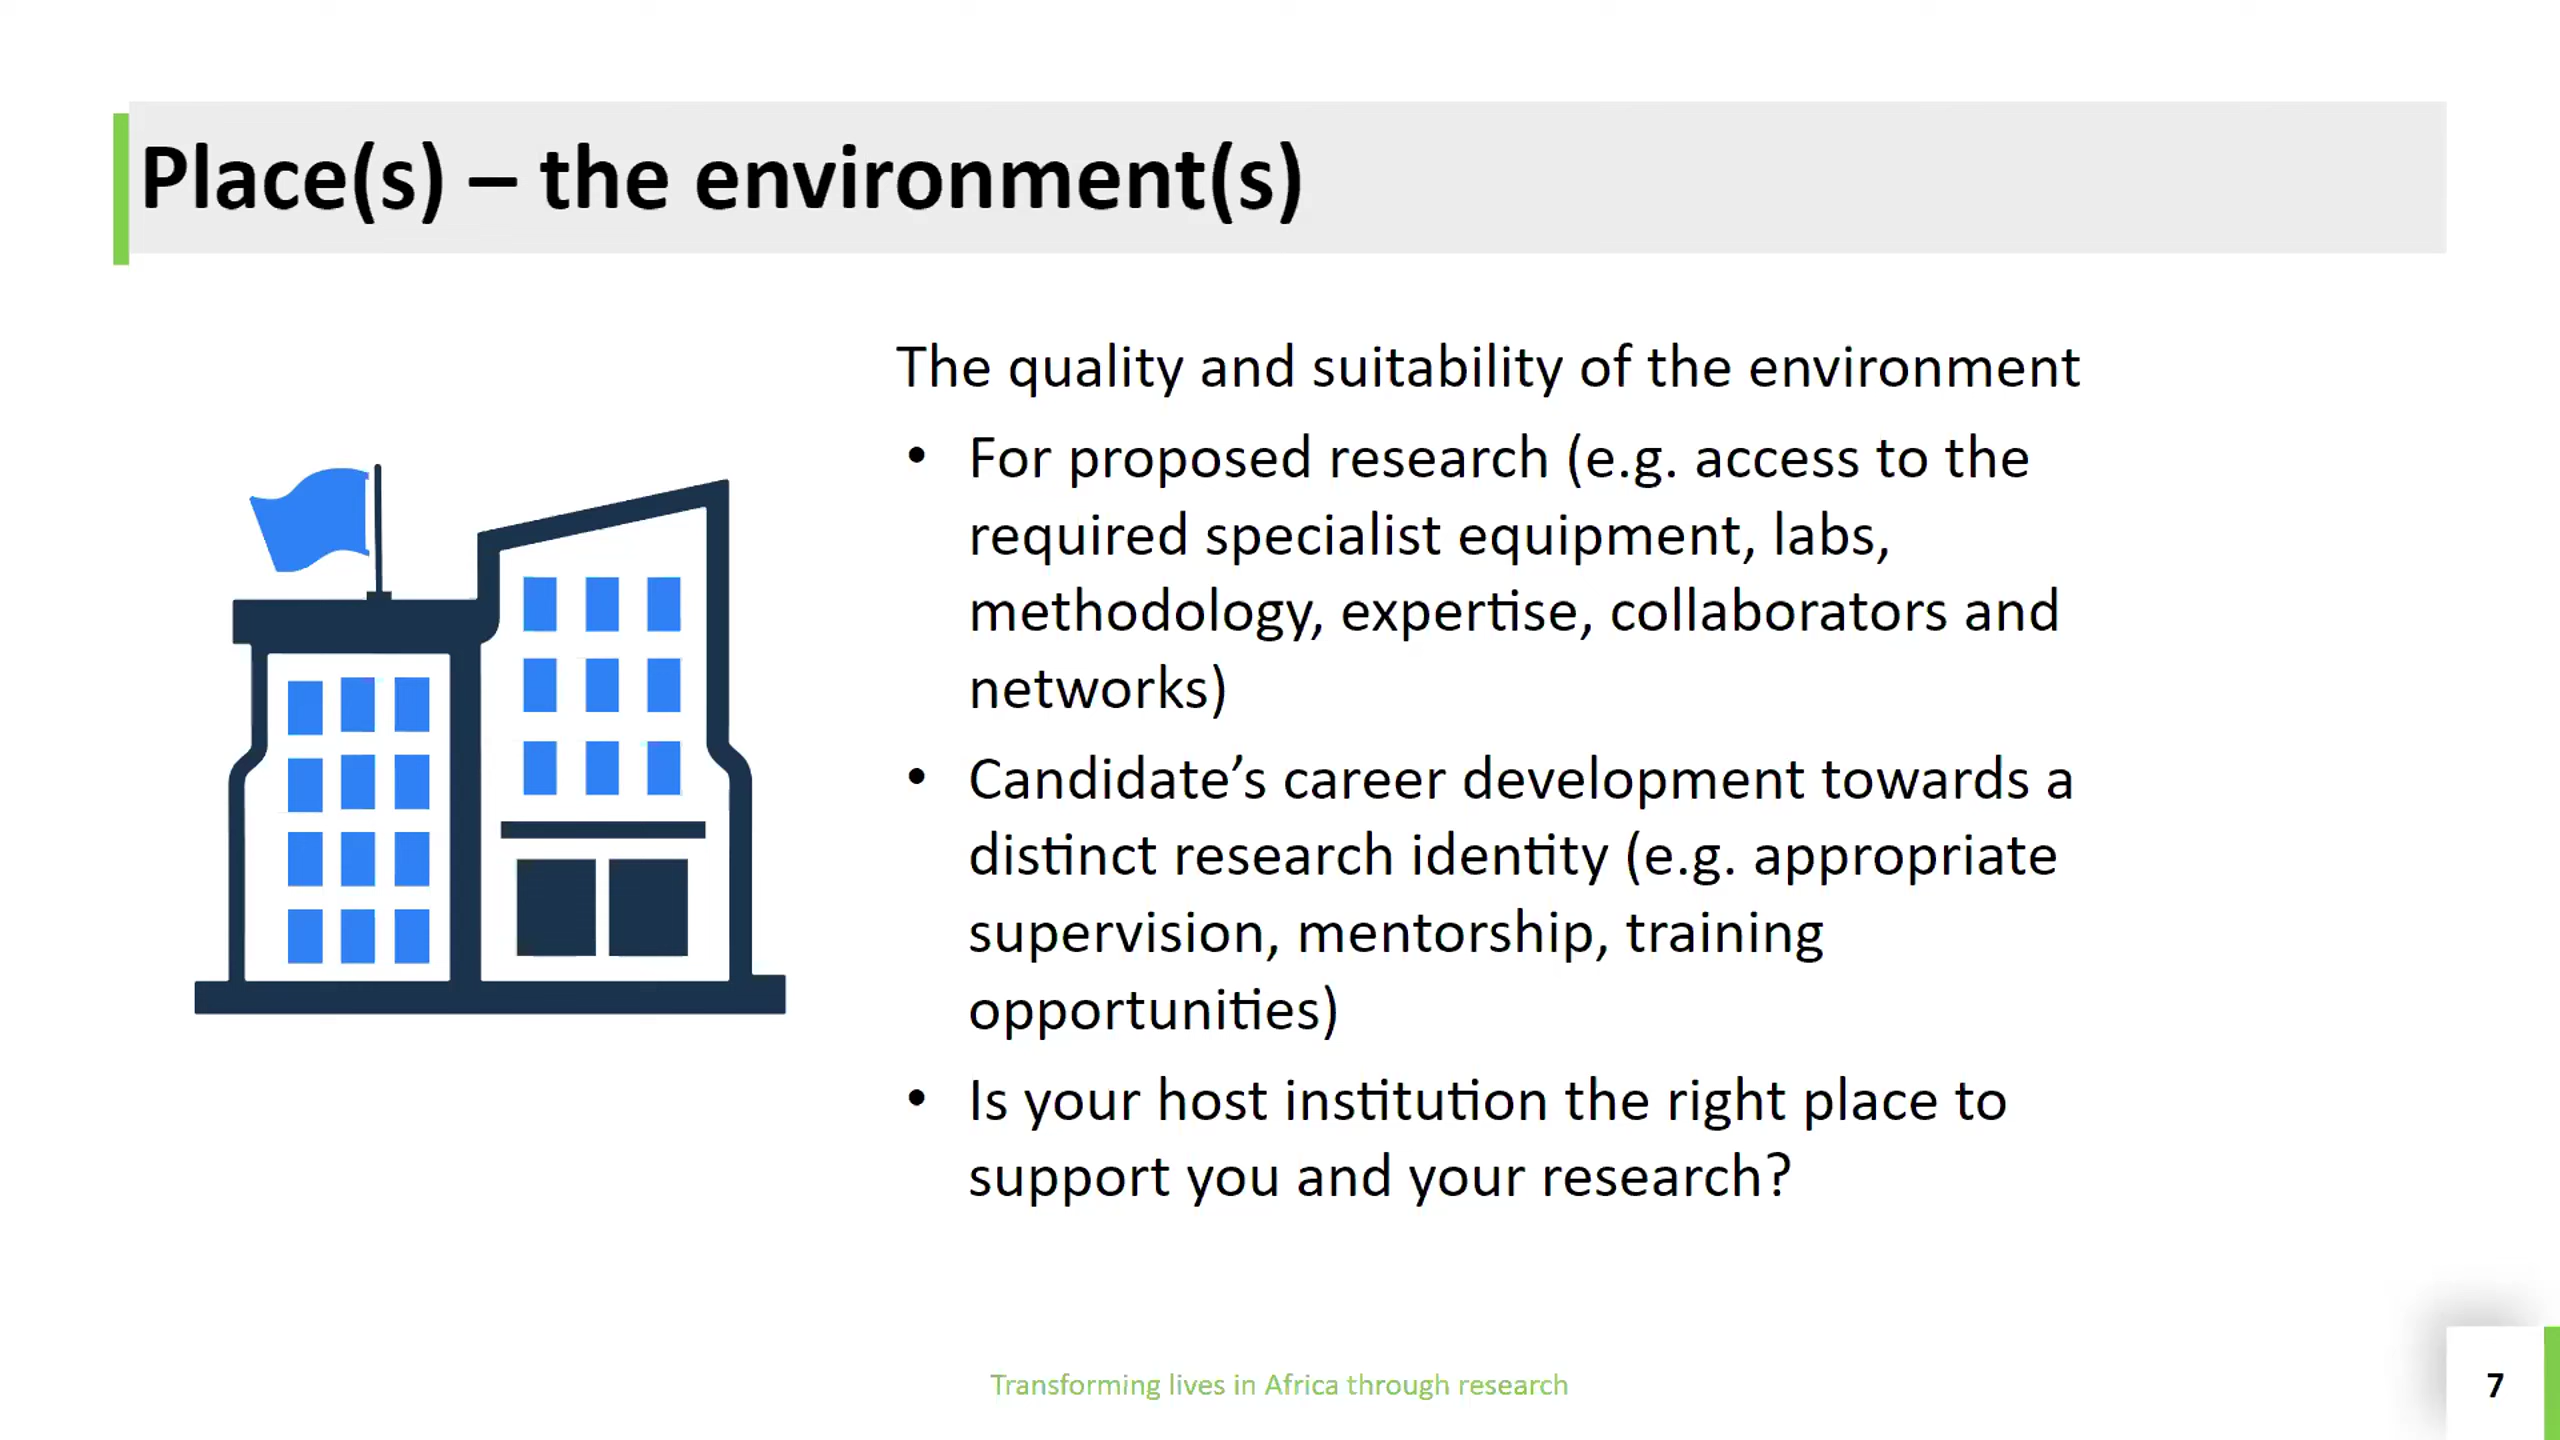 Place(s) – the environment(s)
The quality and suitability of the environment
• For proposed research (e.g. access to the
required specialist equipment, labs,
methodology, expertise, collaborators and
networks)
• Candidate’s career development towards a
distinct research identity (e.g. appropriate
supervision, mentorship, training
opportunities)
• Is your host institution the right place to
support you and your research?
Transforming lives in Africa through research
7